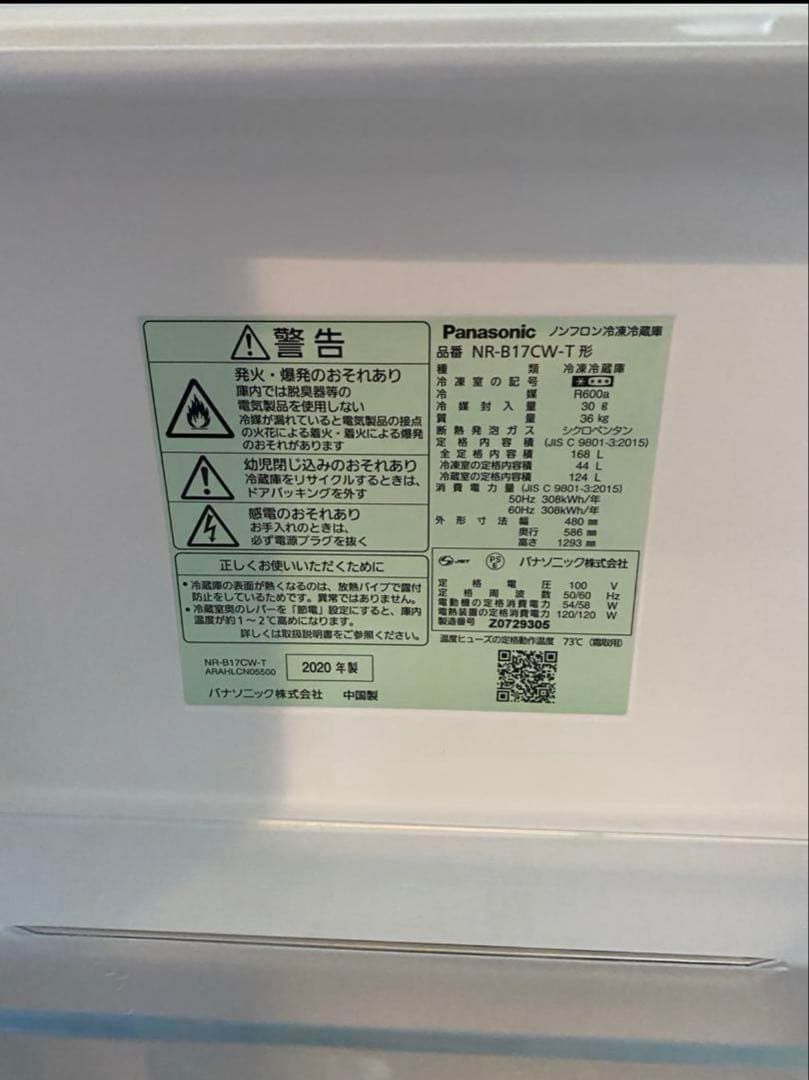 警告
発火・爆発のおそれあり
庫内では脱臭器等の
電気製品を使用しない
冷媒が漏れていると電気製品の接点
の火花による着火・着火による爆発
のおそれがあります
幼児閉じ込みのおそれあり
冷蔵庫をリサイクルするときは、
ドアパッキングを外す
感電のおそれあり
お手入れのときは、
必ず電源プラグを抜く
正しくお使いいただくために
・冷蔵庫の表面が熱くなるのは、放熱パイプで露付
防止をしているためです。異常ではありません。
・冷蔵室奥のレバーを「節電」設定にすると、庫内
温度が約1～2℃高めになります。
詳しくは取扱説明書をご参照ください。
NR-B17CW-T
ARAHLCN05500
2020 年製
パナソニック株式会社 中国製
Panasonic ノンフロン冷凍冷蔵庫
品番 NR-B17CW-T 形
種類 冷凍冷蔵庫
冷凍室の記号
冷媒 R600a
冷媒封入量 30 g
質量 36 kg
断熱発泡ガス シクロペンタン
定格内容積 (JIS C 9801-3:2015)
全定格内容積 168 L
冷凍室の定格内容積 44 L
冷蔵室の定格内容積 124 L
消費電力量 (JIS C 9801-3:2015)
50Hz 308kWh/年
60Hz 308kWh/年
外形寸法 幅 480 mm
奥行 586 mm
高さ 1293 mm
JET PS E パナソニック株式会社
定格電圧 100 V
定格周波数 50/60 Hz
電動機の定格消費電力 54/58 W
電熱装置の定格消費電力 120/120 W
製造番号 Z0729305
温度ヒューズの定格動作温度 73℃ (霜取用)